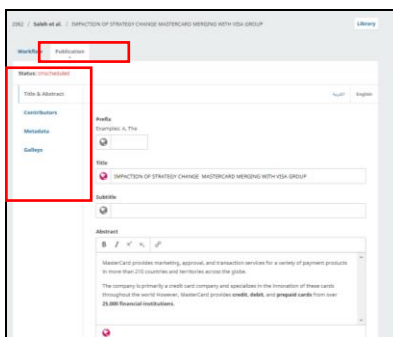 2262 / Saleh et al. / IMPACTION OF STRATEGY CHANGE MASTERCARD MERGING WITH VISA GROUP
Library
Workflow Publication
Status: Unscheduled
Title & Abstract
Contributors
Metadata
Galleys
العربية English
Prefix
Examples: A, The
Title
IMPACTION OF STRATEGY CHANGE MASTERCARD MERGING WITH VISA GROUP
Subtitle
Abstract
B I x² x₂
MasterCard provides marketing, approval, and transaction services for a variety of payment products
in more than 210 countries and territories across the globe.
The company is primarily a credit card company and specializes in the innovation of these cards
throughout the world However, MasterCard provides credit, debit, and prepaid cards from over
25,000 financial institutions.